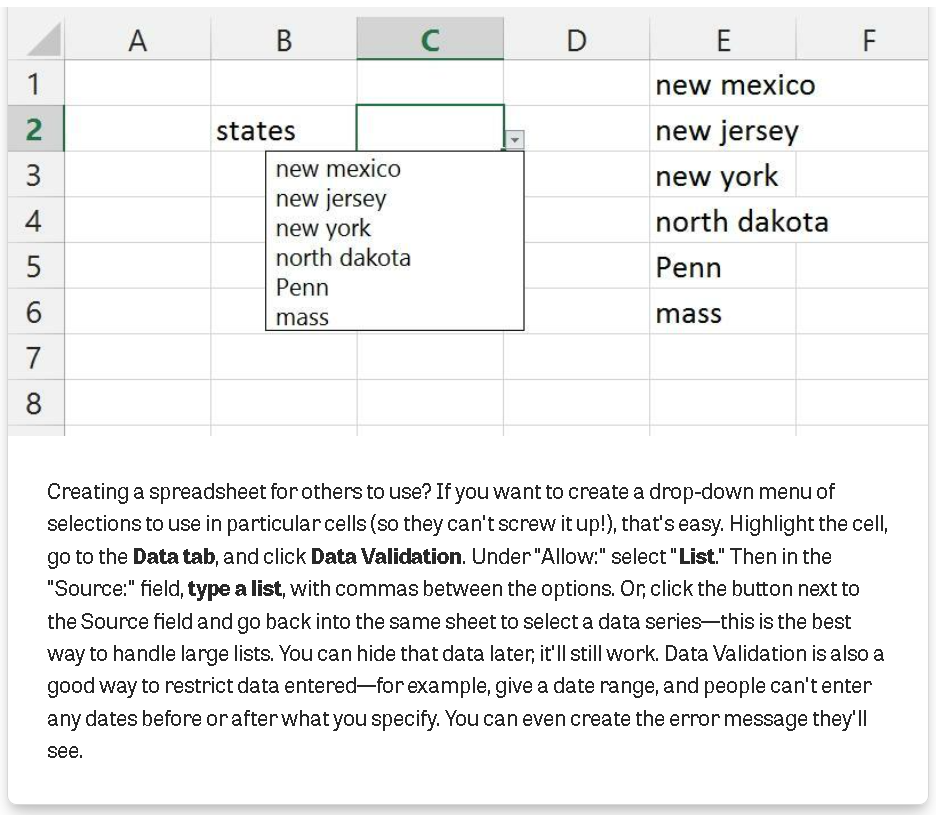 A B C D E F
1 new mexico
2 states new jersey
3 new york
4 north dakota
5 Penn
6 mass
7
8
new mexico
new jersey
new york
north dakota
Penn
mass
Creating a spreadsheet for others to use? If you want to create a drop-down menu of
selections to use in particular cells (so they can't screw it up!), that's easy. Highlight the cell,
go to the Data tab, and click Data Validation. Under "Allow:" select "List." Then in the
"Source:" field, type a list, with commas between the options. Or, click the button next to
the Source field and go back into the same sheet to select a data series—this is the best
way to handle large lists. You can hide that data later, it'll still work. Data Validation is also a
good way to restrict data entered—for example, give a date range, and people can't enter
any dates before or after what you specify. You can even create the error message they'll
see.